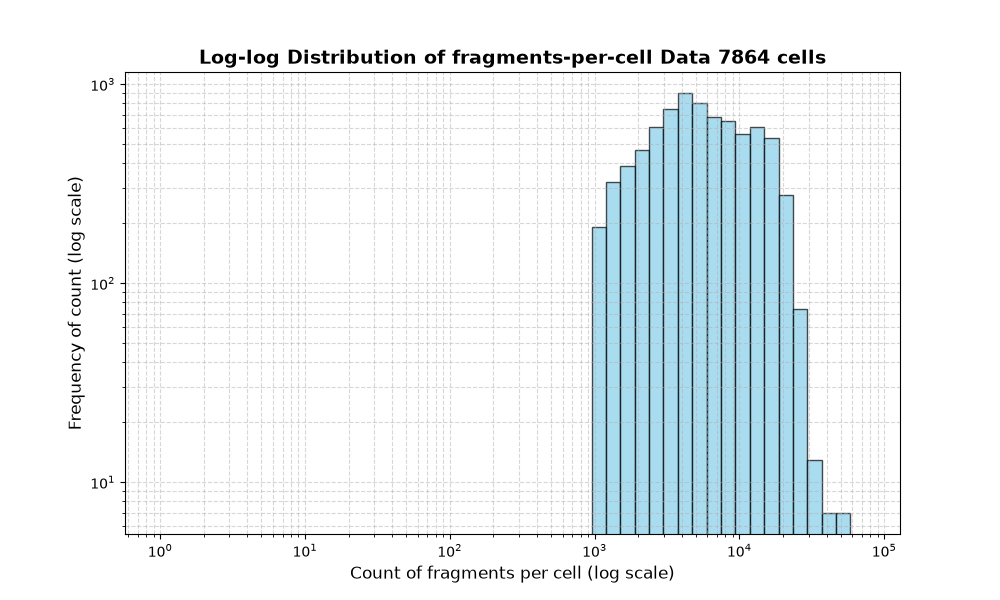 Log-log Distribution of fragments-per-cell Data 7864 cells
Frequency of count (log scale)
10³
10²
10¹
10⁰ 10¹ 10² 10³ 10⁴ 10⁵
Count of fragments per cell (log scale)